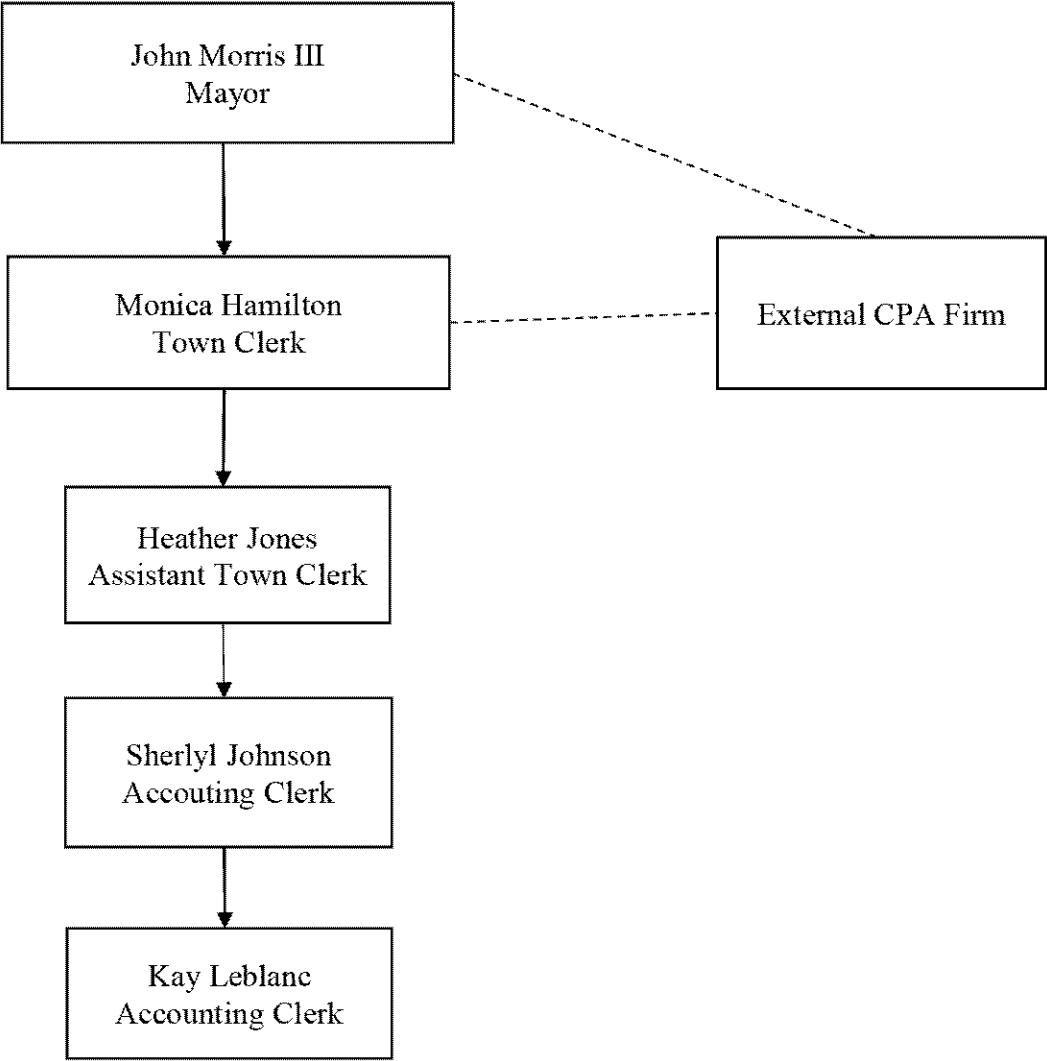 John Morris III
Mayor
Monica Hamilton
Town Clerk
External CPA Firm
Heather Jones
Assistant Town Clerk
Sherlyl Johnson
Accouting Clerk
Kay Leblanc
Accounting Clerk